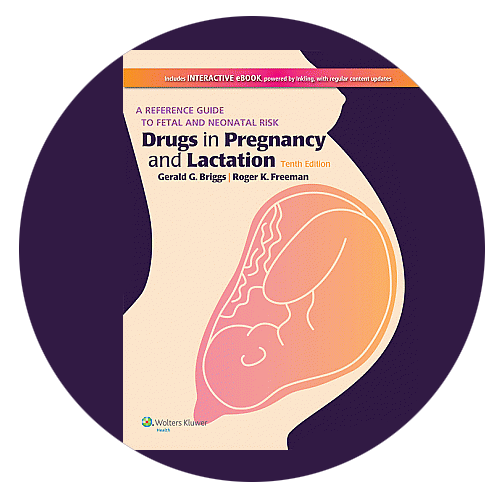 Includes INTERACTIVE eBOOK, powered by Inkling, with regular content updates
A REFERENCE GUIDE
TO FETAL AND NEONATAL RISK
Drugs in Pregnancy
and Lactation Tenth Edition
Gerald G. Briggs | Roger K. Freeman
Wolters Kluwer
Health